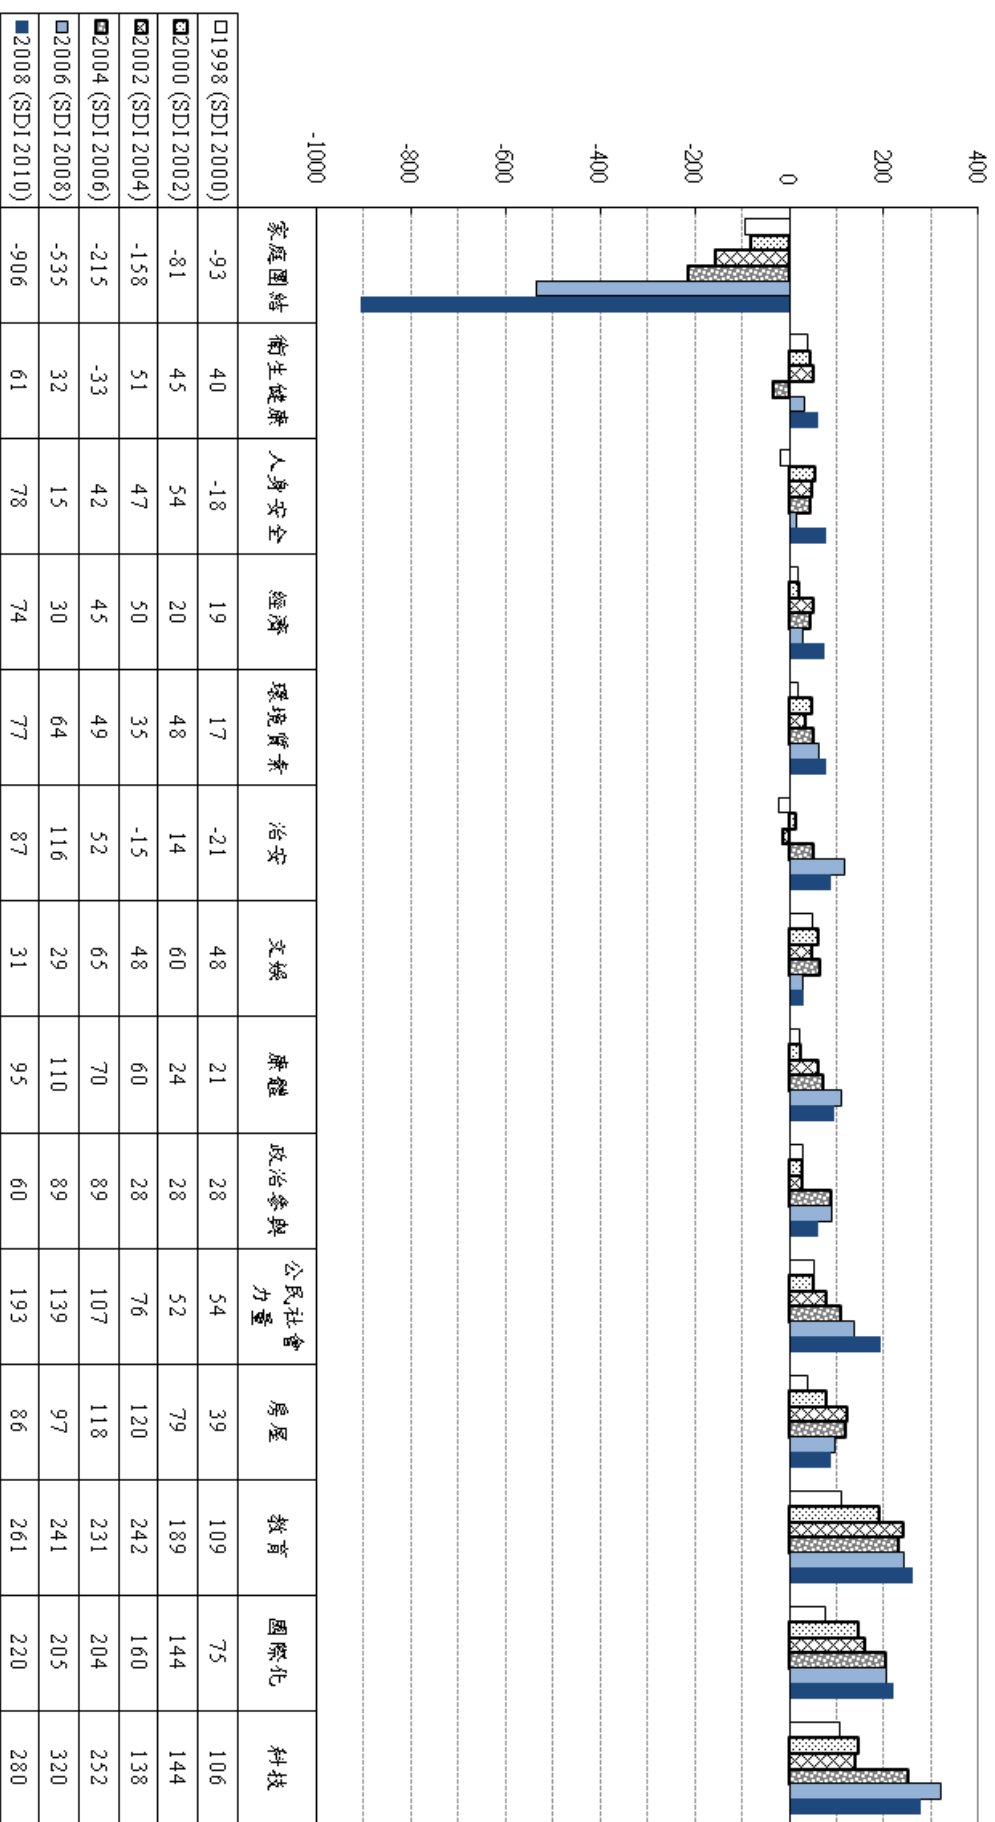 400
200
0
-200
-400
-600
-800
-1000
家庭團結 衞生健康 人身安全 經濟 環境質素 治安 文娛 康體 政治參與 公民社會 房屋 教育 國際化 科技
力量
1998 (SDI 2000) -93 40 -18 19 17 -21 48 21 28 54 39 109 75 106
2000 (SDI 2002) -81 45 54 20 48 14 60 24 28 52 79 189 144 144
2002 (SDI 2004) -158 51 47 50 35 -15 48 60 28 76 120 242 160 138
2004 (SDI 2006) -215 -33 42 45 49 52 65 70 89 107 118 231 204 252
2006 (SDI 2008) -535 32 15 30 64 116 29 110 89 139 97 241 205 320
2008 (SDI 2010) -906 61 78 74 77 87 31 95 60 193 86 261 220 280